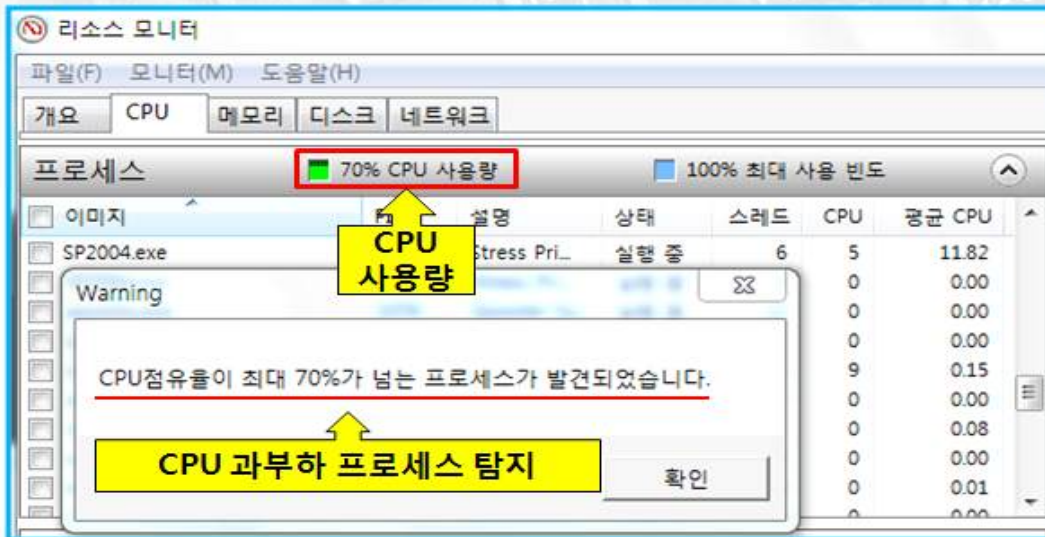 리소스 모니터
파일(F) 모니터(M) 도움말(H)
개요 CPU 메모리 디스크 네트워크
프로세스 70% CPU 사용량 100% 최대 사용 빈도
이미지 설명 상태 스레드 CPU 평균 CPU
SP2004.exe Stress Pri... 실행 중 6 5 11.82
CPU
사용량
0 0.00
0 0.00
0 0.00
9 0.15
0 0.00
0 0.08
0 0.00
0 0.01
0 0.00
Warning
CPU점유율이 최대 70%가 넘는 프로세스가 발견되었습니다.
CPU 과부하 프로세스 탐지
확인